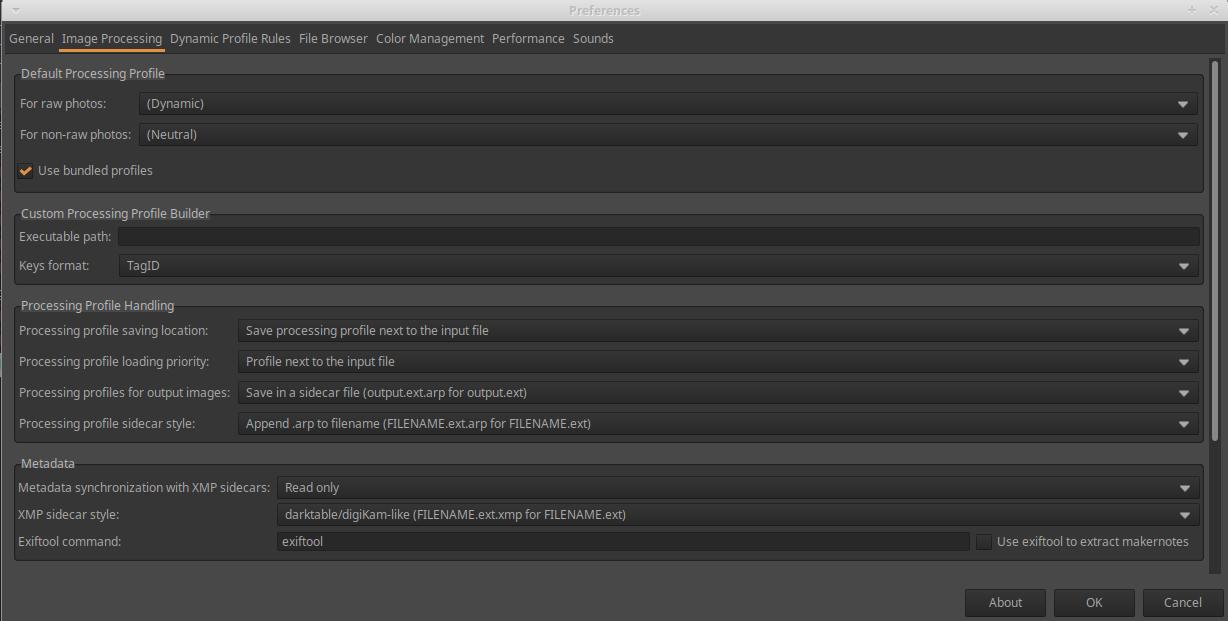 Preferences
General Image Processing Dynamic Profile Rules File Browser Color Management Performance Sounds
Default Processing Profile
For raw photos: (Dynamic)
For non-raw photos: (Neutral)
Use bundled profiles
Custom Processing Profile Builder
Executable path:
Keys format: TagID
Processing Profile Handling
Processing profile saving location: Save processing profile next to the input file
Processing profile loading priority: Profile next to the input file
Processing profiles for output images: Save in a sidecar file (output.ext.arp for output.ext)
Processing profile sidecar style: Append .arp to filename (FILENAME.ext.arp for FILENAME.ext)
Metadata
Metadata synchronization with XMP sidecars: Read only
XMP sidecar style: darktable/digiKam-like (FILENAME.ext.xmp for FILENAME.ext)
Exiftool command: exiftool Use exiftool to extract makernotes
About OK Cancel